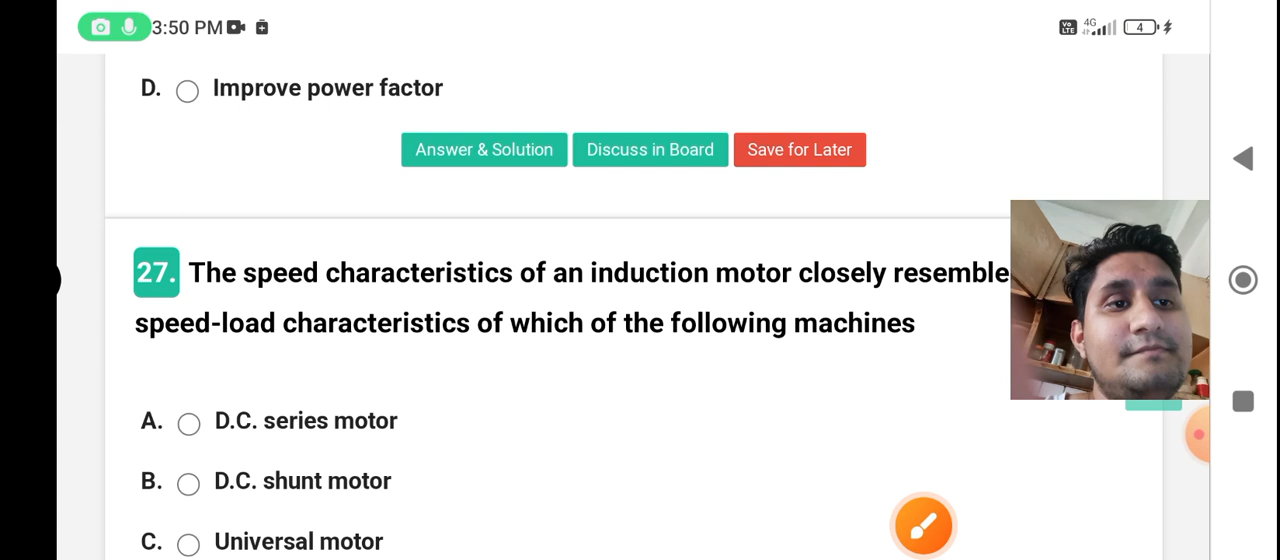 3:50 PM
Vo LTE 4G 4
D. Improve power factor
Answer & Solution Discuss in Board Save for Later
27. The speed characteristics of an induction motor closely resemble
speed-load characteristics of which of the following machines
A. D.C. series motor
B. D.C. shunt motor
C. Universal motor